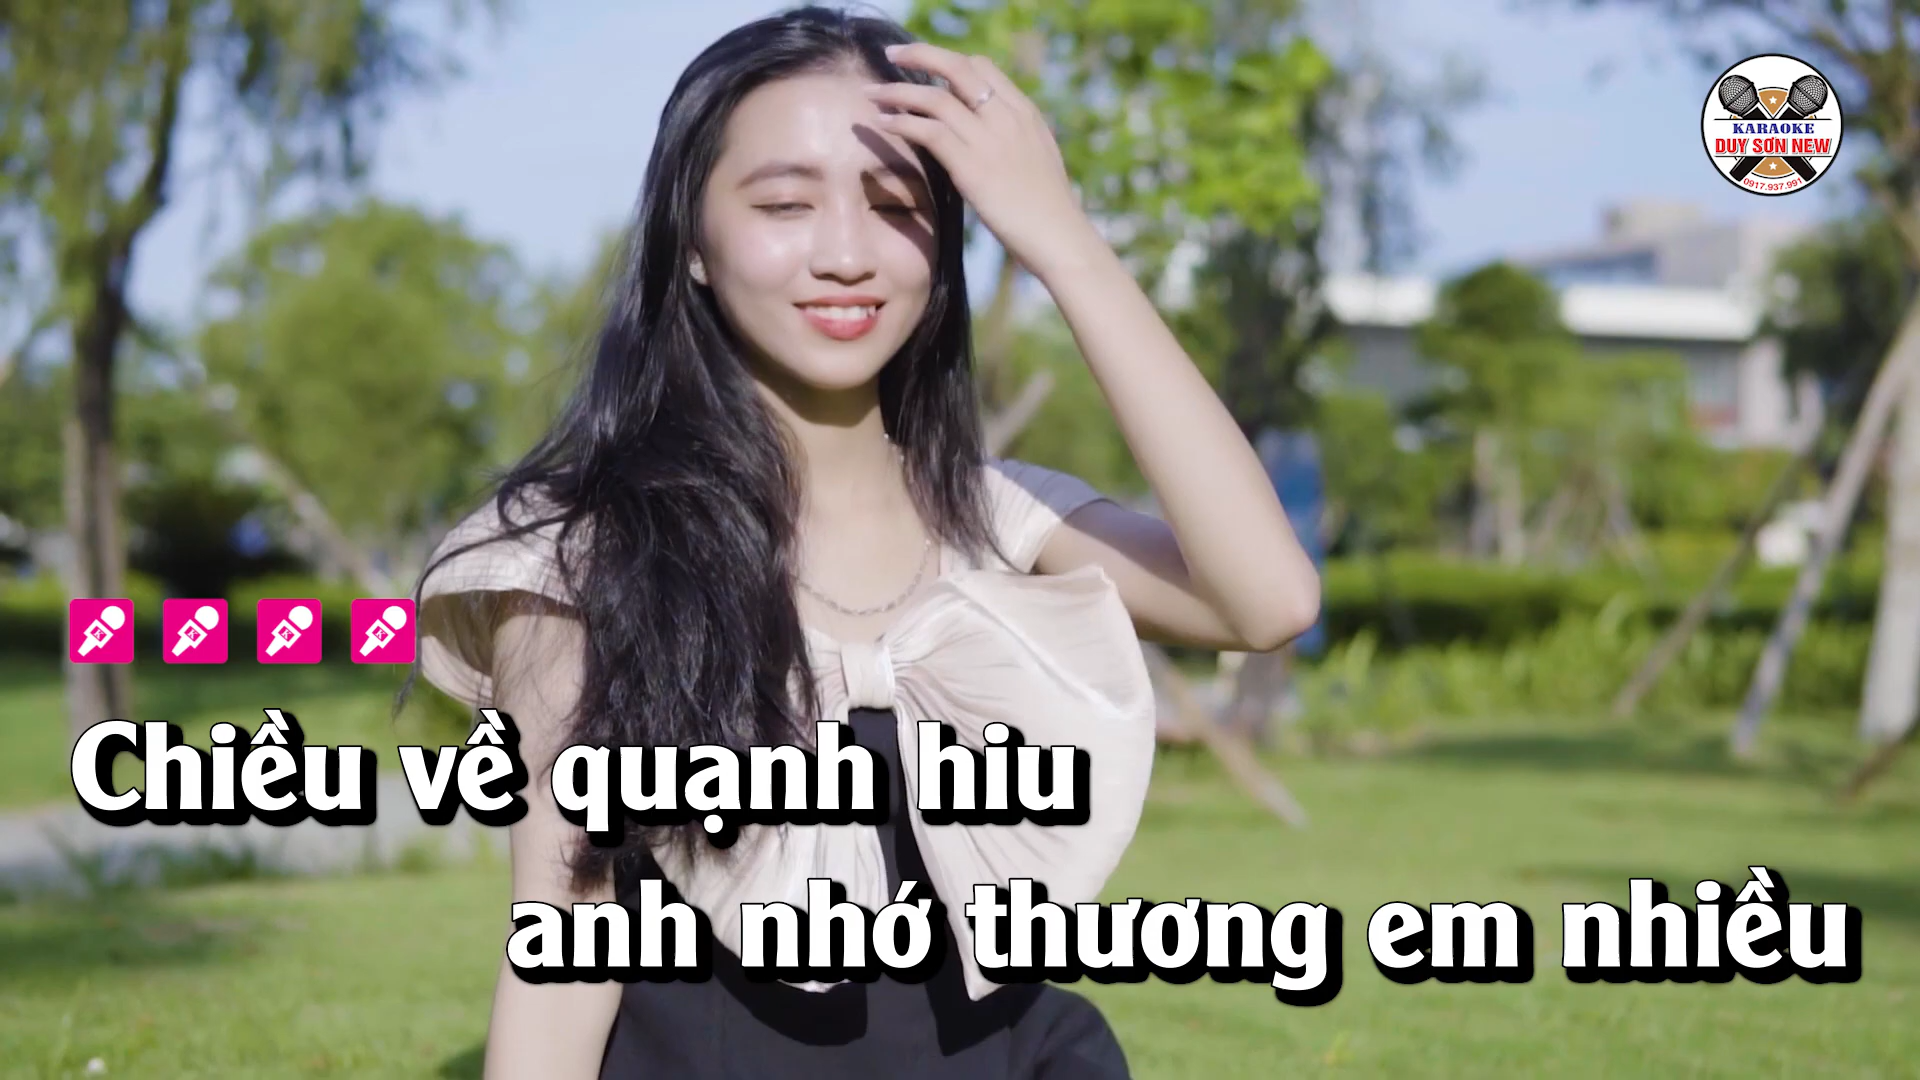 KARAOKE
DUY SƠN NEW
0917.937.991
Chiều về quạnh hiu
anh nhớ thương em nhiều